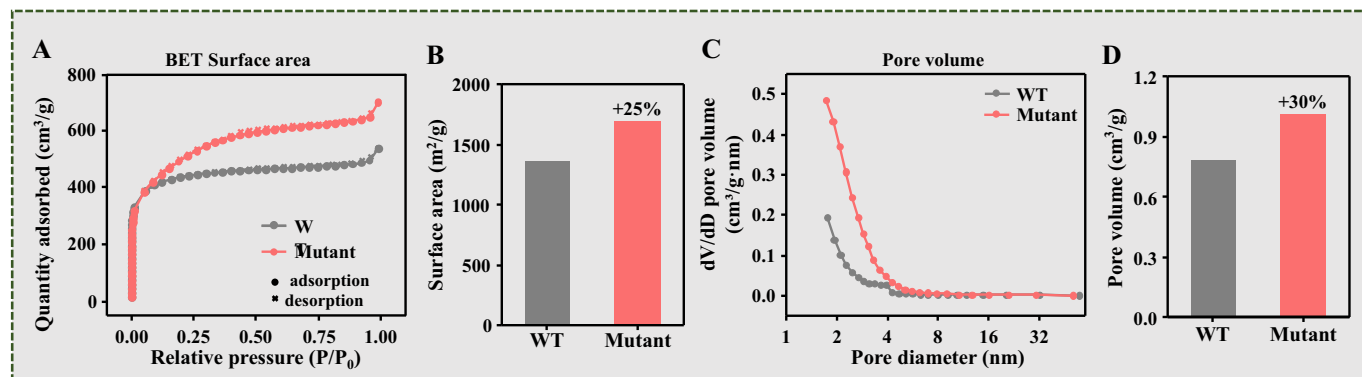 A
BET Surface area
Quantity adsorbed (cm³/g)
800
600
400
200
0
W
T
Mutant
adsorption
desorption
0.00 0.25 0.50 0.75 1.00
Relative pressure (P/P₀)
B
Surface area (m²/g)
2000
1500
1000
500
0
+25%
WT Mutant
C
Pore volume
dV/dD pore volume
(cm³/g·nm)
0.5
0.4
0.3
0.2
0.1
0.0
WT
Mutant
1 2 4 8 16 32
Pore diameter (nm)
D
Pore volume (cm³/g)
1.2
0.9
0.6
0.3
0.0
+30%
WT Mutant